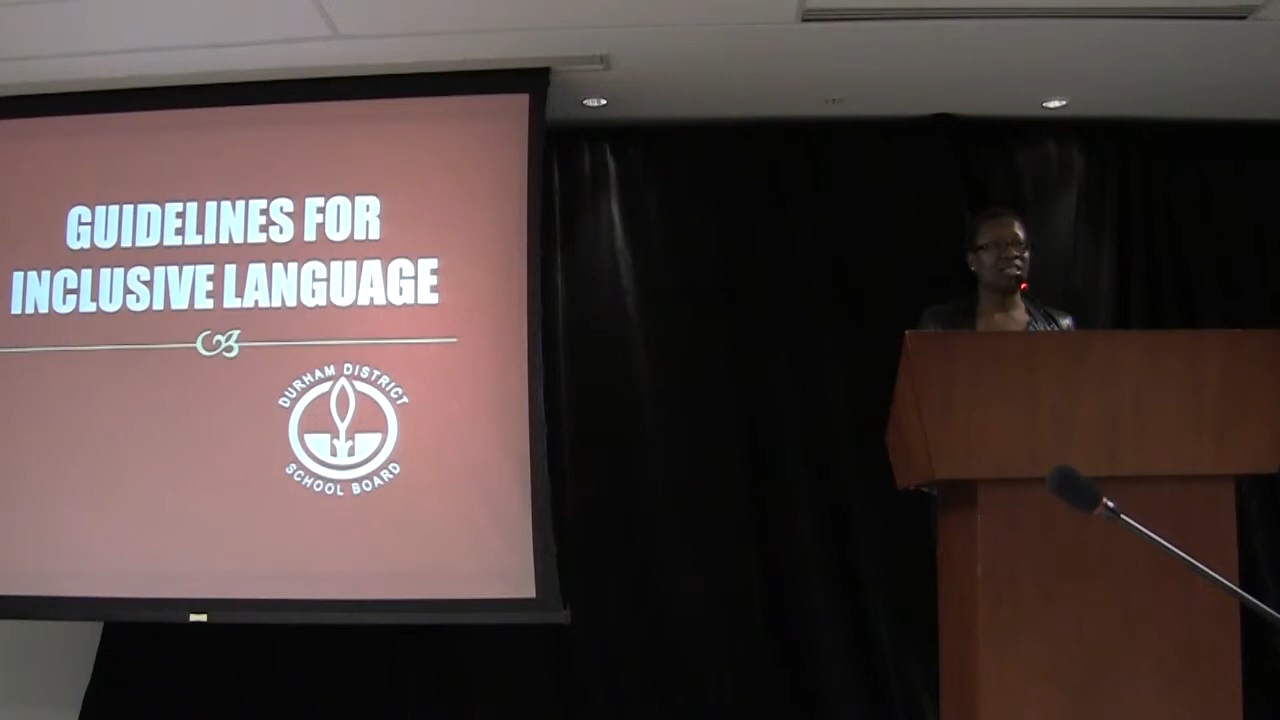 GUIDELINES FOR
INCLUSIVE LANGUAGE
DURHAM DISTRICT
SCHOOL BOARD